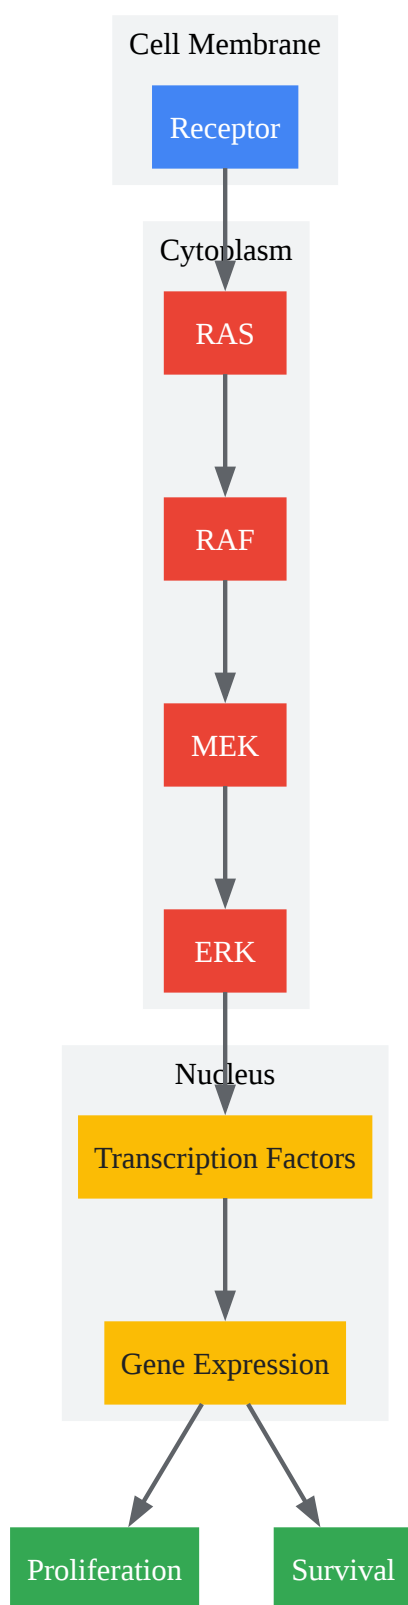 Cell Membrane
Receptor
Cytoplasm
RAS
RAF
MEK
ERK
Nucleus
Transcription Factors
Gene Expression
Proliferation
Survival